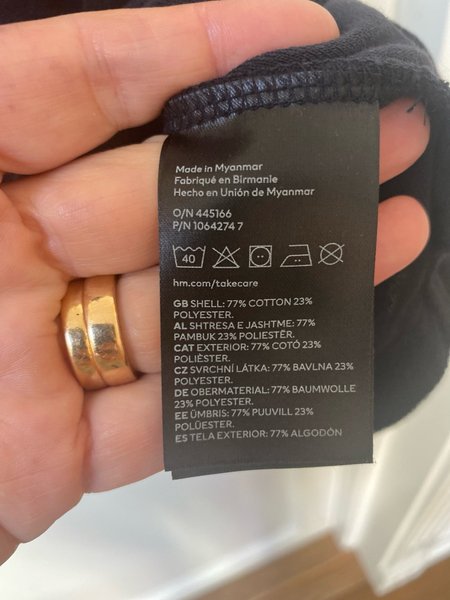 Made in Myanmar
Fabriqué en Birmanie
Hecho en Unión de Myanmar
O/N 445166
P/N 1064274 7
40
hm.com/takecare
GB SHELL: 77% COTTON 23%
POLYESTER.
AL SHTRESA E JASHTME: 77%
PAMBUK 23% POLIESTËR.
CAT EXTERIOR: 77% COTÓ 23%
POLIÈSTER.
CZ SVRCHNÍ LÁTKA: 77% BAVLNA 23%
POLYESTER.
DE OBERMATERIAL: 77% BAUMWOLLE
23% POLYESTER.
EE ÜMBRIS: 77% PUUVILL 23%
POLÜESTER.
ES TELA EXTERIOR: 77% ALGODÓN